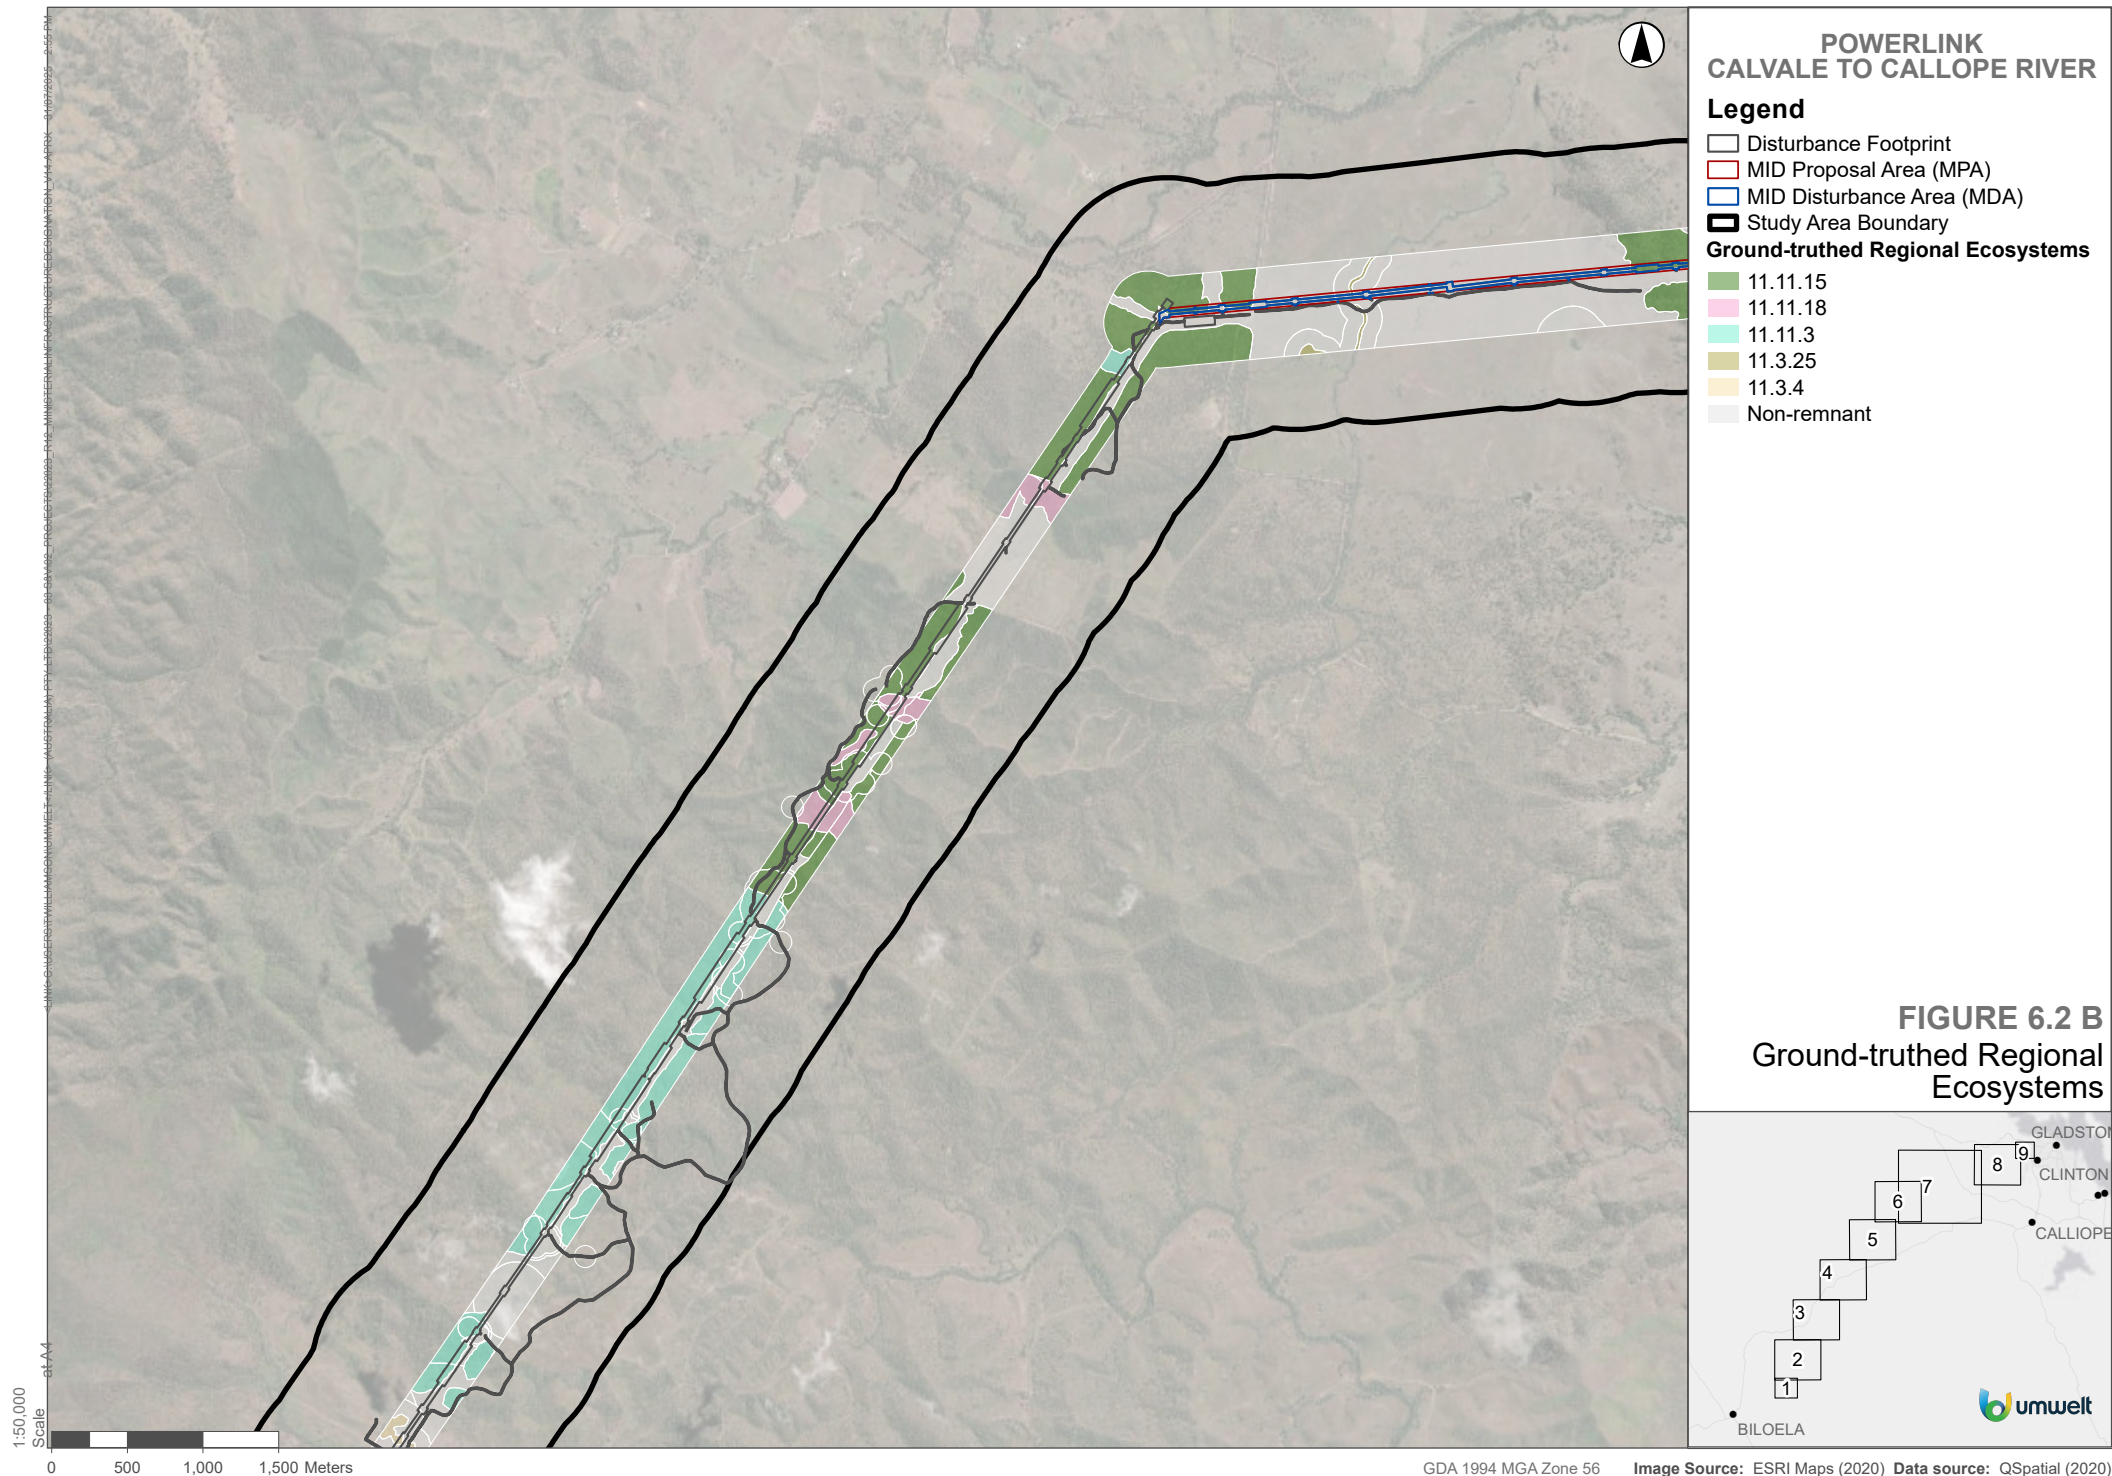 POWERLINK
CALVALE TO CALLOPE RIVER
Legend
Disturbance Footprint
MID Proposal Area (MPA)
MID Disturbance Area (MDA)
Study Area Boundary
Ground-truthed Regional Ecosystems
11.11.15
11.11.18
11.11.3
11.3.25
11.3.4
Non-remnant
FIGURE 6.2 B
Ground-truthed Regional
Ecosystems
GLADSTON
9
8
CLINTON
7
6
CALLIOPE
5
4
3
2
1
BILOELA
umwelt
1:50,000
Scale
at A4
0 500 1,000 1,500 Meters
GDA 1994 MGA Zone 56 Image Source: ESRI Maps (2020) Data source: QSpatial (2020)